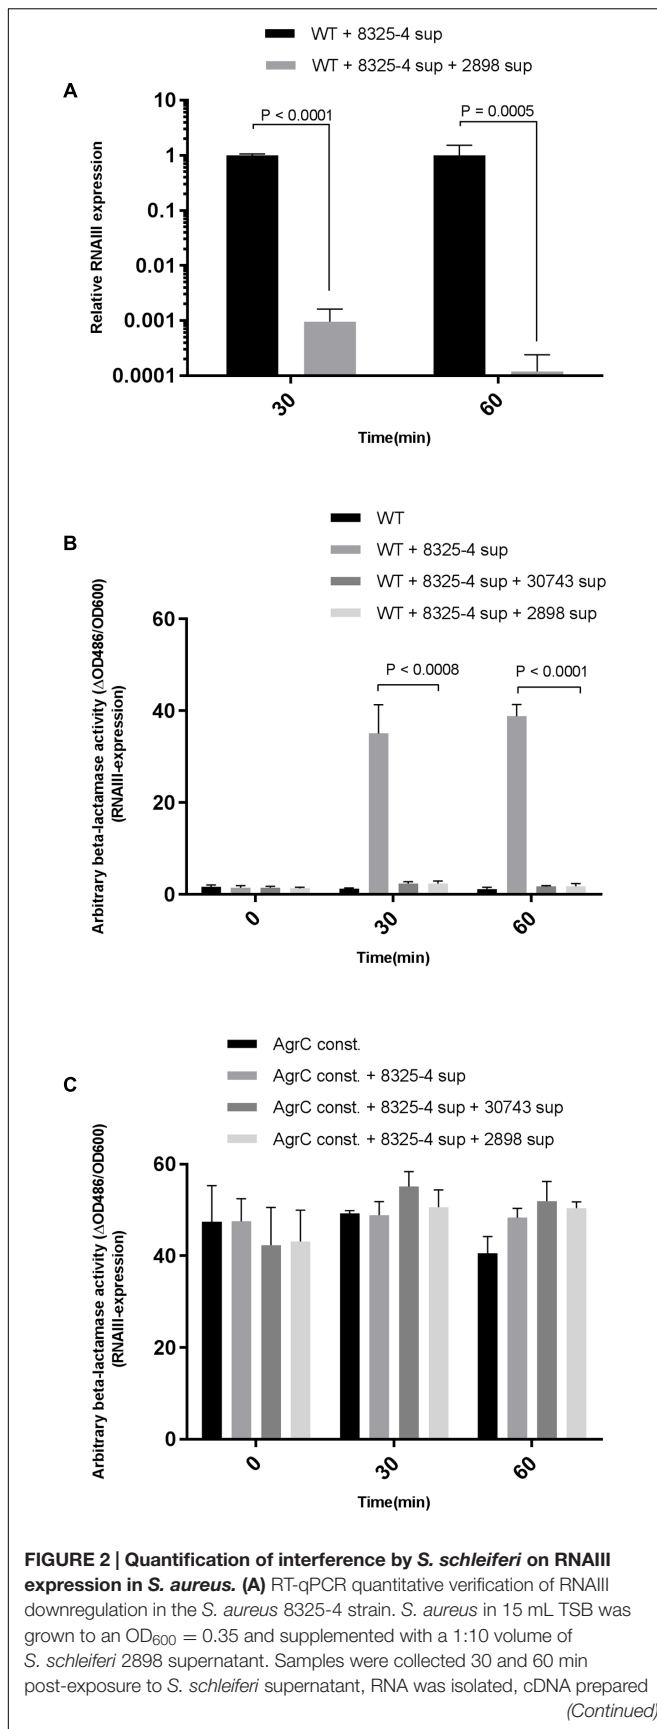 WT + 8325-4 sup
WT + 8325-4 sup + 2898 sup
A
Relative RNAIII expression
10
1
0.1
0.01
0.001
0.0001
P < 0.0001
P = 0.0005
30
60
Time(min)
B
WT
WT + 8325-4 sup
WT + 8325-4 sup + 30743 sup
WT + 8325-4 sup + 2898 sup
Arbitrary beta-lactamase activity (ΔOD486/OD600)
(RNAIII-expression)
60
40
20
0
P < 0.0008
P < 0.0001
0
30
60
Time(min)
C
AgrC const.
AgrC const. + 8325-4 sup
AgrC const. + 8325-4 sup + 30743 sup
AgrC const. + 8325-4 sup + 2898 sup
Arbitrary beta-lactamase activity (ΔOD486/OD600)
(RNAIII-expression)
60
40
20
0
0
30
60
Time(min)
FIGURE 2 | Quantification of interference by S. schleiferi on RNAIII
expression in S. aureus. (A) RT-qPCR quantitative verification of RNAIII
downregulation in the S. aureus 8325-4 strain. S. aureus in 15 mL TSB was
grown to an OD600 = 0.35 and supplemented with a 1:10 volume of
S. schleiferi 2898 supernatant. Samples were collected 30 and 60 min
post-exposure to S. schleiferi supernatant, RNA was isolated, cDNA prepared
(Continued)